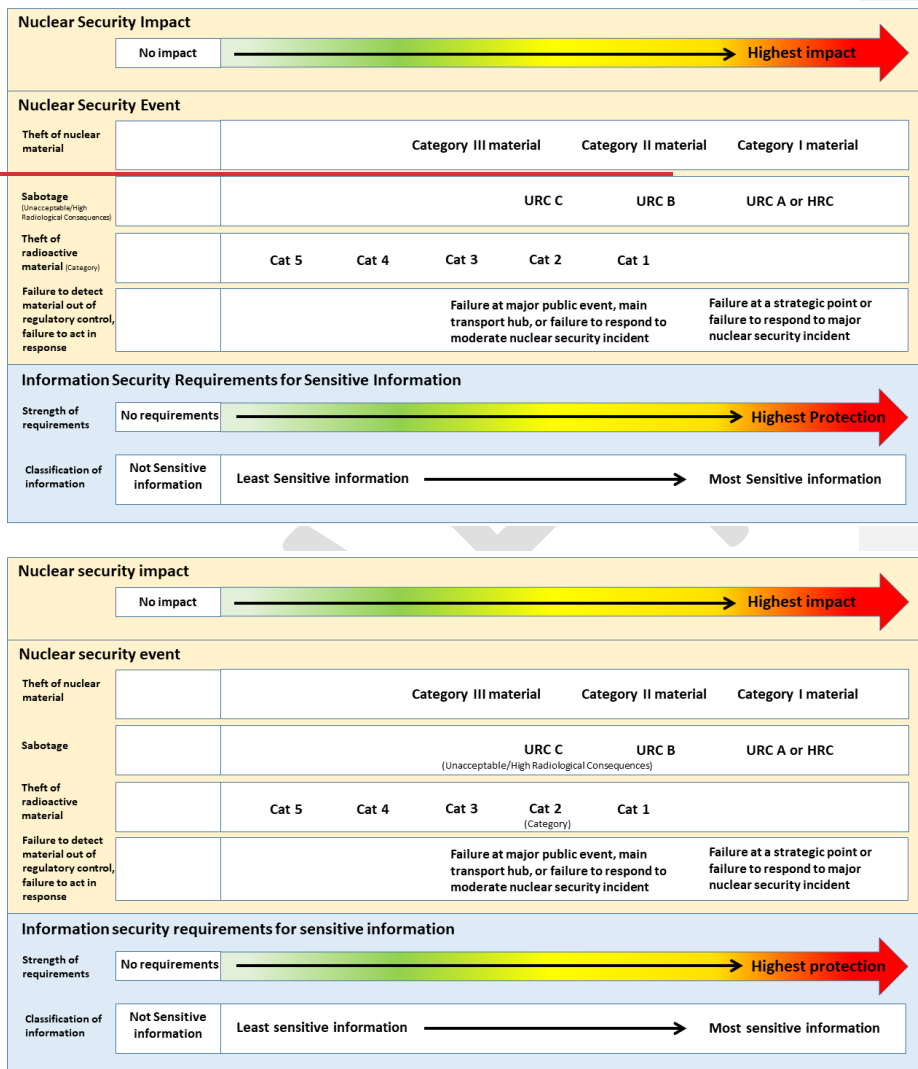 Nuclear Security Impact
No impact
Highest impact
Nuclear Security Event
Theft of nuclear
material
Category III material
Category II material
Category I material
Sabotage
(Unacceptable/High
Radiological Consequences)
URC C
URC B
URC A or HRC
Theft of
radioactive
material (Category)
Cat 5
Cat 4
Cat 3
Cat 2
Cat 1
Failure to detect
material out of
regulatory control,
failure to act in
response
Failure at major public event, main
transport hub, or failure to respond to
moderate nuclear security incident
Failure at a strategic point or
failure to respond to major
nuclear security incident
Information Security Requirements for Sensitive Information
Strength of
requirements
No requirements
Highest Protection
Classification of
information
Not Sensitive
information
Least Sensitive information
Most Sensitive information
Nuclear security impact
No impact
Highest impact
Nuclear security event
Theft of nuclear
material
Category III material
Category II material
Category I material
Sabotage
URC C
URC B
URC A or HRC
(Unacceptable/High Radiological Consequences)
Theft of
radioactive
material
Cat 5
Cat 4
Cat 3
Cat 2
Cat 1
(Category)
Failure to detect
material out of
regulatory control,
failure to act in
response
Failure at major public event, main
transport hub, or failure to respond to
moderate nuclear security incident
Failure at a strategic point or
failure to respond to major
nuclear security incident
Information security requirements for sensitive information
Strength of
requirements
No requirements
Highest protection
Classification of
information
Not Sensitive
information
Least sensitive information
Most sensitive information